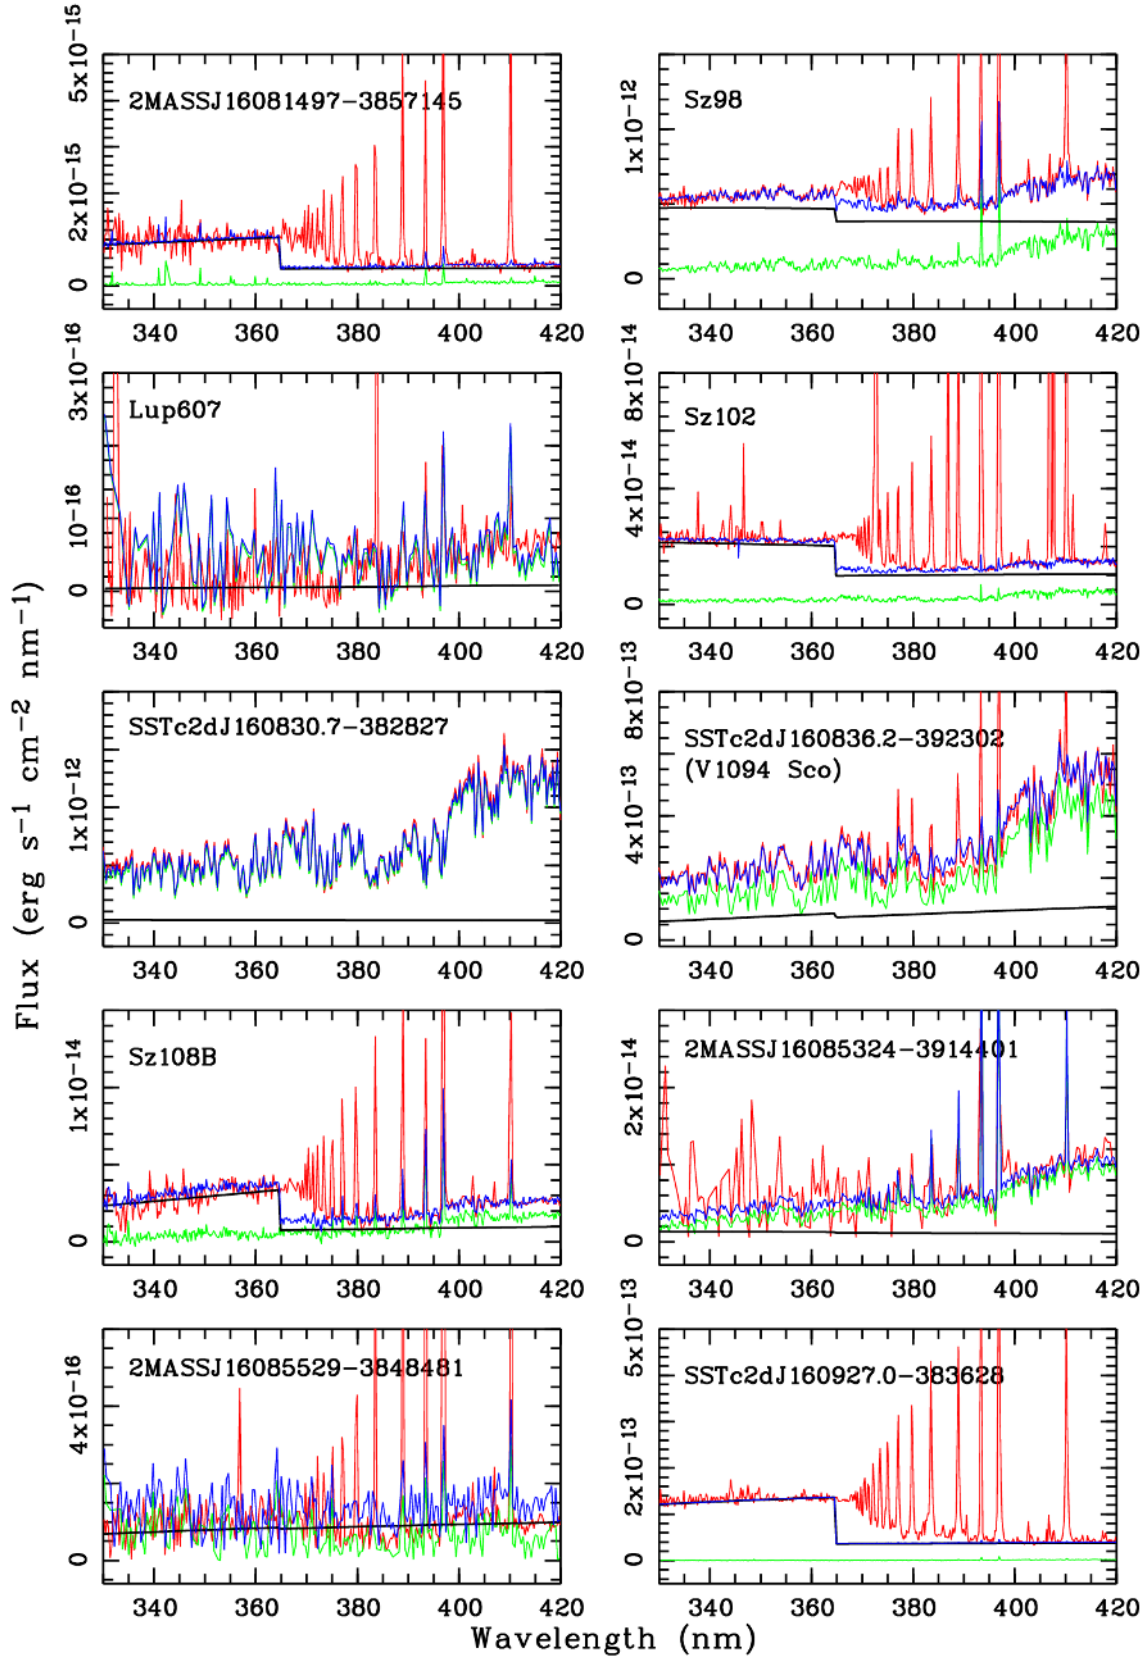 2MASSJ16081497-3857145
5x10⁻¹⁵
2x10⁻¹⁵
0
340 360 380 400 420
Sz98
1x10⁻¹²
0
340 360 380 400 420
Lup607
3x10⁻¹⁶
10⁻¹⁶
0
340 360 380 400 420
Sz102
8x10⁻¹⁴
4x10⁻¹⁴
0
340 360 380 400 420
SSTc2dJ160830.7-382827
1x10⁻¹²
0
340 360 380 400 420
SSTc2dJ160836.2-392302
(V1094 Sco)
8x10⁻¹³
4x10⁻¹³
0
340 360 380 400 420
Sz108B
1x10⁻¹⁴
0
340 360 380 400 420
2MASSJ16085324-3914401
2x10⁻¹⁴
0
340 360 380 400 420
2MASSJ16085529-3848481
4x10⁻¹⁶
0
340 360 380 400 420
SSTc2dJ160927.0-383628
5x10⁻¹³
2x10⁻¹³
0
340 360 380 400 420
Flux (erg s⁻¹ cm⁻² nm⁻¹)
Wavelength (nm)